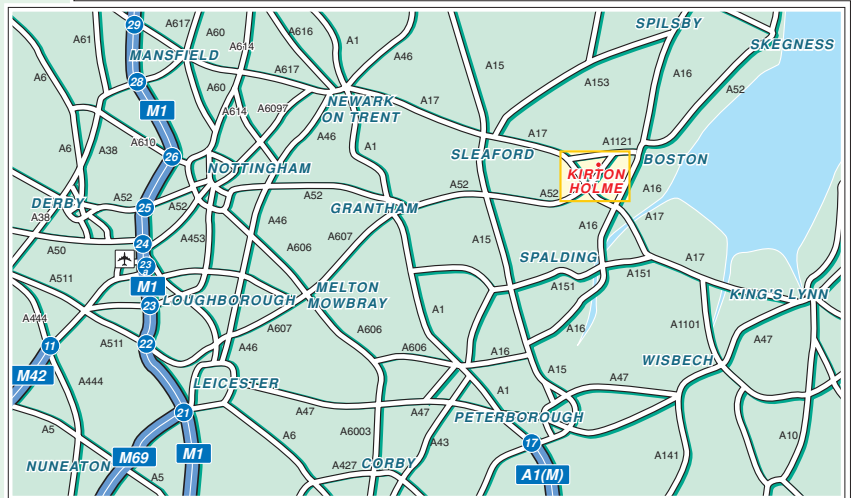 29
A617
A60
A616
A1
A46
SPILSBY
A61
A614
SKEGNESS
MANSFIELD
A15
A6
A617
A153
A16
28
A60
A52
M1
A614
A6097
NEWARK
ON TRENT
A17
A6
A38
A610
A1
A17
A1121
26
SLEAFORD
BOSTON
NOTTINGHAM
KIRTON
HOLME
DERBY
A52
A52
A52
A52
A16
A38
25
A52
GRANTHAM
A17
A46
A16
24
A453
A607
A15
A50
A606
23
a
SPALDING
A17
A511
A151
A151
M1
MELTON
MOWBRAY
KING'S LYNN
23
LOUGHBOROUGH
A1
A444
A607
A606
A16
A1101
11
A511
22
A46
A606
A16
A47
WISBECH
M42
A444
LEICESTER
A15
A47
A1
21
A47
A47
PETERBOROUGH
A5
A6
A6003
A43
17
A10
M69
M1
A141
NUNEATON
A427
CORBY
A5
A1(M)